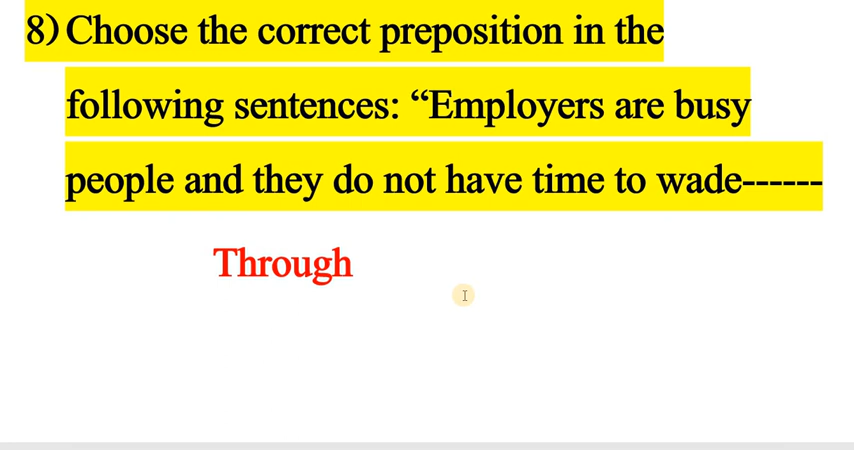 8) Choose the correct preposition in the
following sentences: “Employers are busy
people and they do not have time to wade------
Through